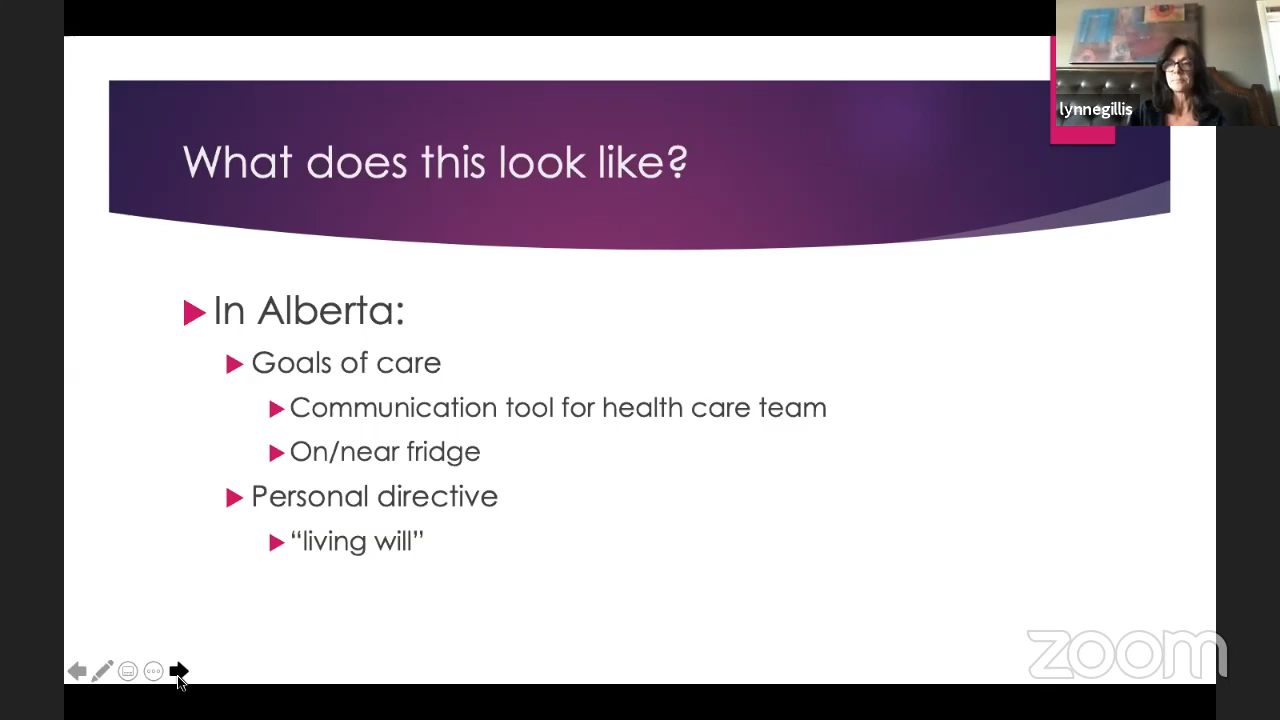 lynnegillis
What does this look like?
In Alberta:
Goals of care
Communication tool for health care team
On/near fridge
Personal directive
“living will”
zoom